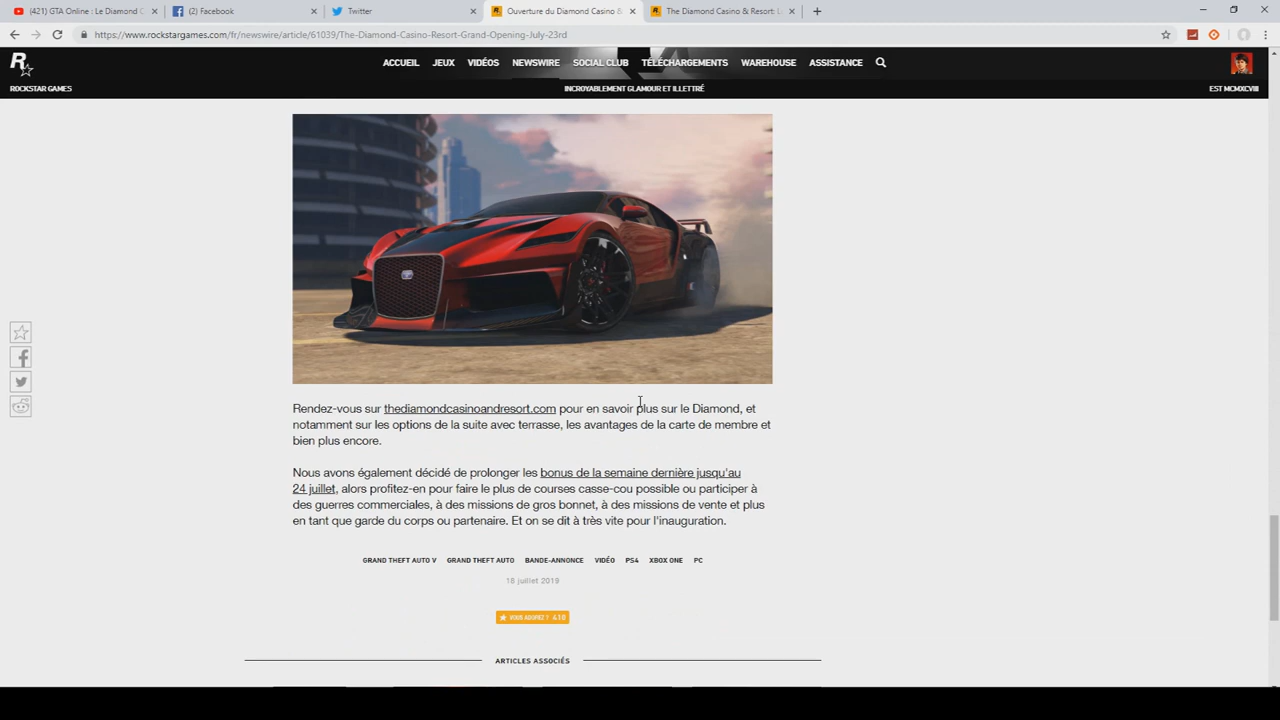 (421) GTA Online : Le Diamond C
(2) Facebook
Twitter
Ouverture du Diamond Casino &
The Diamond Casino & Resort: L
https://www.rockstargames.com/fr/newswire/article/61039/The-Diamond-Casino-Resort-Grand-Opening-July-23rd
R
ACCUEIL JEUX VIDÉOS NEWSWIRE SOCIAL CLUB TÉLÉCHARGEMENTS WAREHOUSE ASSISTANCE
ROCKSTAR GAMES INCROYABLEMENT GLAMOUR ET ILLETTRÉ EST MCMXCVIII
Rendez-vous sur thediamondcasinoandresort.com pour en savoir plus sur le Diamond, et
notamment sur les options de la suite avec terrasse, les avantages de la carte de membre et
bien plus encore.
Nous avons également décidé de prolonger les bonus de la semaine dernière jusqu'au
24 juillet, alors profitez-en pour faire le plus de courses casse-cou possible ou participer à
des guerres commerciales, à des missions de gros bonnet, à des missions de vente et plus
en tant que garde du corps ou partenaire. Et on se dit à très vite pour l'inauguration.
GRAND THEFT AUTO V GRAND THEFT AUTO BANDE-ANNONCE VIDÉO PS4 XBOX ONE PC
18 juillet 2019
VOUS ADOREZ ! 410
ARTICLES ASSOCIÉS